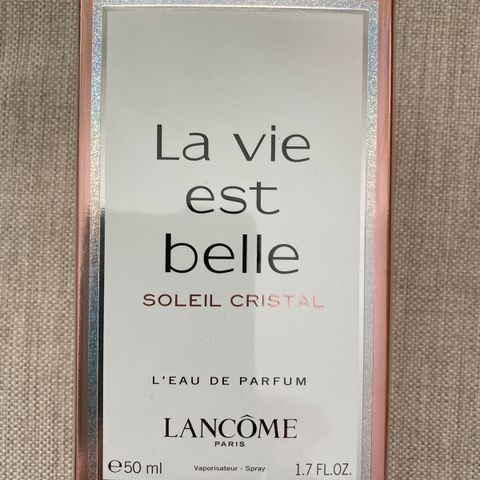 La vie
est
belle
SOLEIL CRISTAL
L'EAU DE PARFUM
LANCÔME
PARIS
℮50 ml Vaporisateur - Spray 1.7 FL.OZ.